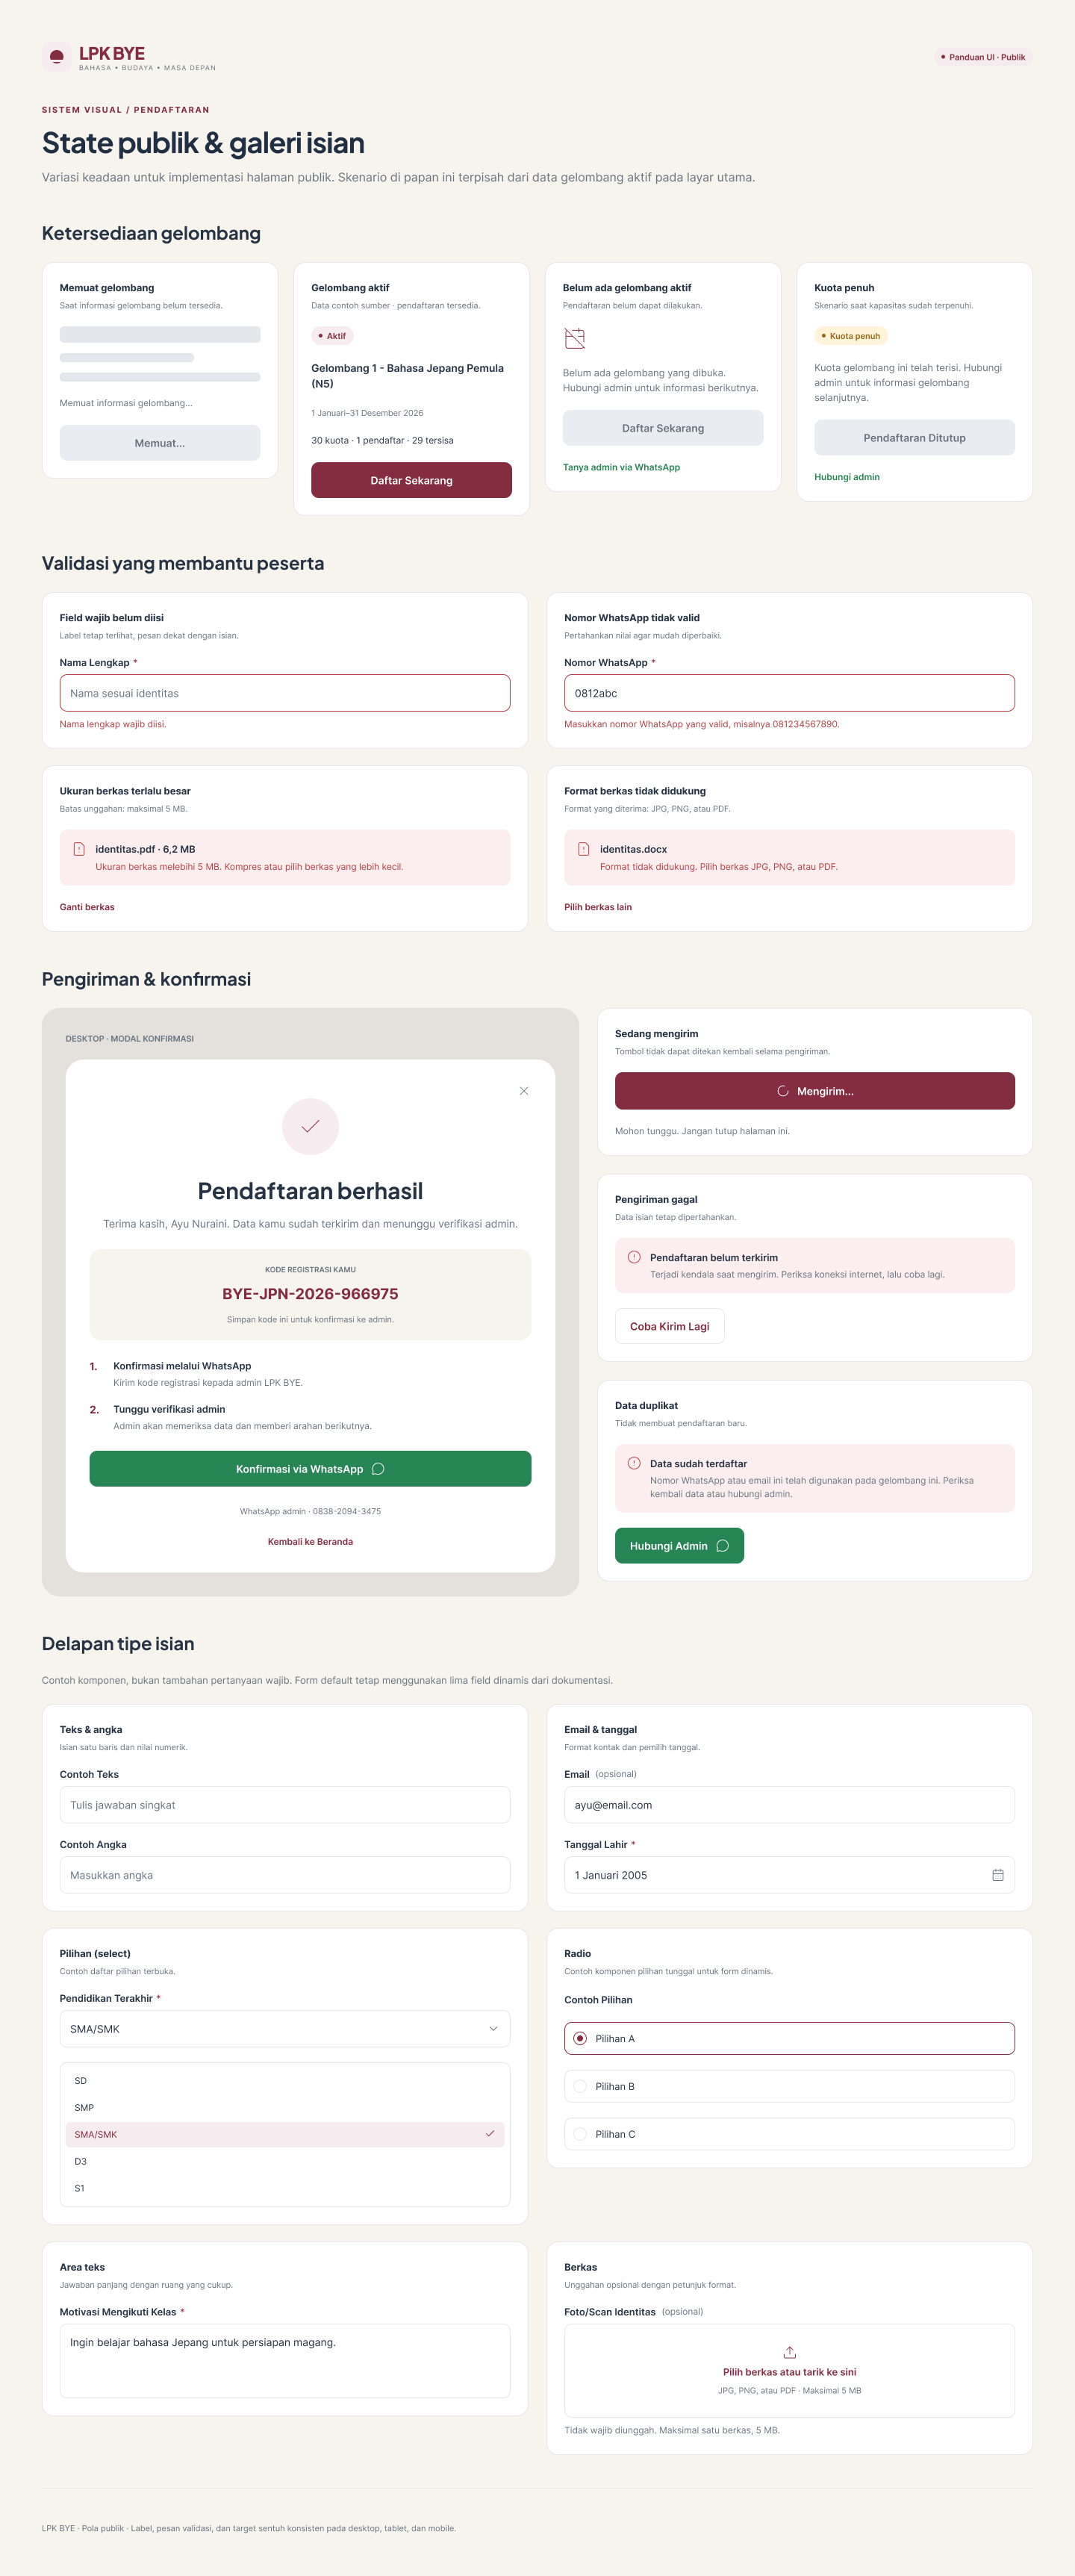 LPK BYE
BAHASA • BUDAYA • MASA DEPAN
Panduan UI · Publik
SISTEM VISUAL / PENDAFTARAN
State publik & galeri isian
Variasi keadaan untuk implementasi halaman publik. Skenario di papan ini terpisah dari data gelombang aktif pada layar utama.
Ketersediaan gelombang
Memuat gelombang
Saat informasi gelombang belum tersedia.
Memuat informasi gelombang...
Memuat...
Gelombang aktif
Data contoh sumber · pendaftaran tersedia.
Aktif
Gelombang 1 - Bahasa Jepang Pemula
(N5)
1 Januari–31 Desember 2026
30 kuota · 1 pendaftar · 29 tersisa
Daftar Sekarang
Belum ada gelombang aktif
Pendaftaran belum dapat dilakukan.
Belum ada gelombang yang dibuka.
Hubungi admin untuk informasi berikutnya.
Daftar Sekarang
Tanya admin via WhatsApp
Kuota penuh
Skenario saat kapasitas sudah terpenuhi.
Kuota penuh
Kuota gelombang ini telah terisi. Hubungi
admin untuk informasi gelombang
selanjutnya.
Pendaftaran Ditutup
Hubungi admin
Validasi yang membantu peserta
Field wajib belum diisi
Label tetap terlihat, pesan dekat dengan isian.
Nama Lengkap *
Nama sesuai identitas
Nama lengkap wajib diisi.
Nomor WhatsApp tidak valid
Pertahankan nilai agar mudah diperbaiki.
Nomor WhatsApp *
0812abc
Masukkan nomor WhatsApp yang valid, misalnya 081234567890.
Ukuran berkas terlalu besar
Batas unggahan: maksimal 5 MB.
identitas.pdf · 6,2 MB
Ukuran berkas melebihi 5 MB. Kompres atau pilih berkas yang lebih kecil.
Ganti berkas
Format berkas tidak didukung
Format yang diterima: JPG, PNG, atau PDF.
identitas.docx
Format tidak didukung. Pilih berkas JPG, PNG, atau PDF.
Pilih berkas lain
Pengiriman & konfirmasi
DESKTOP · MODAL KONFIRMASI
Pendaftaran berhasil
Terima kasih, Ayu Nuraini. Data kamu sudah terkirim dan menunggu verifikasi admin.
KODE REGISTRASI KAMU
BYE-JPN-2026-966975
Simpan kode ini untuk konfirmasi ke admin.
1. Konfirmasi melalui WhatsApp
Kirim kode registrasi kepada admin LPK BYE.
2. Tunggu verifikasi admin
Admin akan memeriksa data dan memberi arahan berikutnya.
Konfirmasi via WhatsApp
WhatsApp admin · 0838-2094-3475
Kembali ke Beranda
Sedang mengirim
Tombol tidak dapat ditekan kembali selama pengiriman.
Mengirim...
Mohon tunggu. Jangan tutup halaman ini.
Pengiriman gagal
Data isian tetap dipertahankan.
Pendaftaran belum terkirim
Terjadi kendala saat mengirim. Periksa koneksi internet, lalu coba lagi.
Coba Kirim Lagi
Data duplikat
Tidak membuat pendaftaran baru.
Data sudah terdaftar
Nomor WhatsApp atau email ini telah digunakan pada gelombang ini. Periksa
kembali data atau hubungi admin.
Hubungi Admin
Delapan tipe isian
Contoh komponen, bukan tambahan pertanyaan wajib. Form default tetap menggunakan lima field dinamis dari dokumentasi.
Teks & angka
Isian satu baris dan nilai numerik.
Contoh Teks
Tulis jawaban singkat
Contoh Angka
Masukkan angka
Email & tanggal
Format kontak dan pemilih tanggal.
Email (opsional)
ayu@email.com
Tanggal Lahir *
1 Januari 2005
Pilihan (select)
Contoh daftar pilihan terbuka.
Pendidikan Terakhir *
SMA/SMK
SD
SMP
SMA/SMK
D3
S1
Radio
Contoh komponen pilihan tunggal untuk form dinamis.
Contoh Pilihan
Pilihan A
Pilihan B
Pilihan C
Area teks
Jawaban panjang dengan ruang yang cukup.
Motivasi Mengikuti Kelas *
Ingin belajar bahasa Jepang untuk persiapan magang.
Berkas
Unggahan opsional dengan petunjuk format.
Foto/Scan Identitas (opsional)
Pilih berkas atau tarik ke sini
JPG, PNG, atau PDF · Maksimal 5 MB
Tidak wajib diunggah. Maksimal satu berkas, 5 MB.
LPK BYE · Pola publik · Label, pesan validasi, dan target sentuh konsisten pada desktop, tablet, dan mobile.